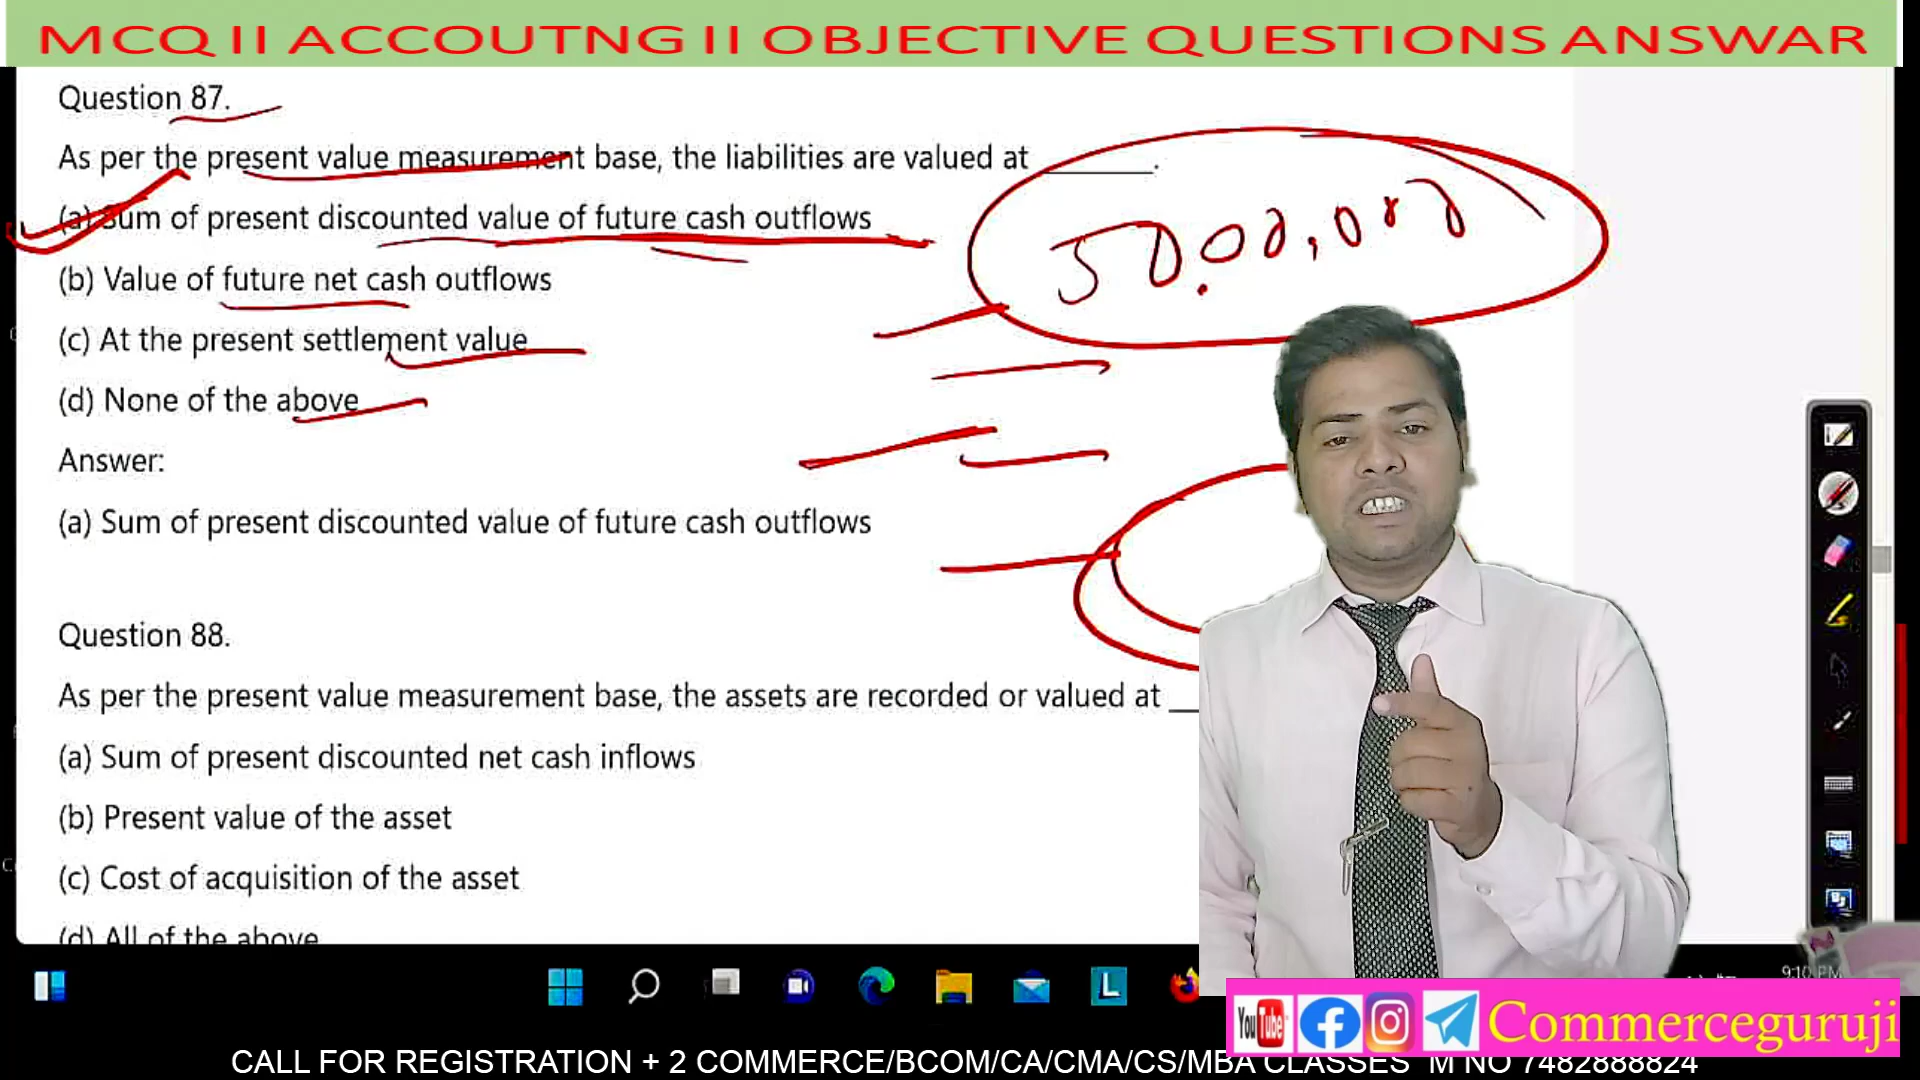 MCQ II ACCOUTNG II OBJECTIVE QUESTIONS ANSWAR
Question 87.
As per the present value measurement base, the liabilities are valued at ______.
(a) Sum of present discounted value of future cash outflows
(b) Value of future net cash outflows
(c) At the present settlement value
(d) None of the above
Answer:
(a) Sum of present discounted value of future cash outflows
Question 88.
As per the present value measurement base, the assets are recorded or valued at __
(a) Sum of present discounted net cash inflows
(b) Present value of the asset
(c) Cost of acquisition of the asset
(d) All of the above
L
9:10 PM
YouTube Commerceguruji
CALL FOR REGISTRATION + 2 COMMERCE/BCOM/CA/CMA/CS/MBA CLASSES M NO 7482888824